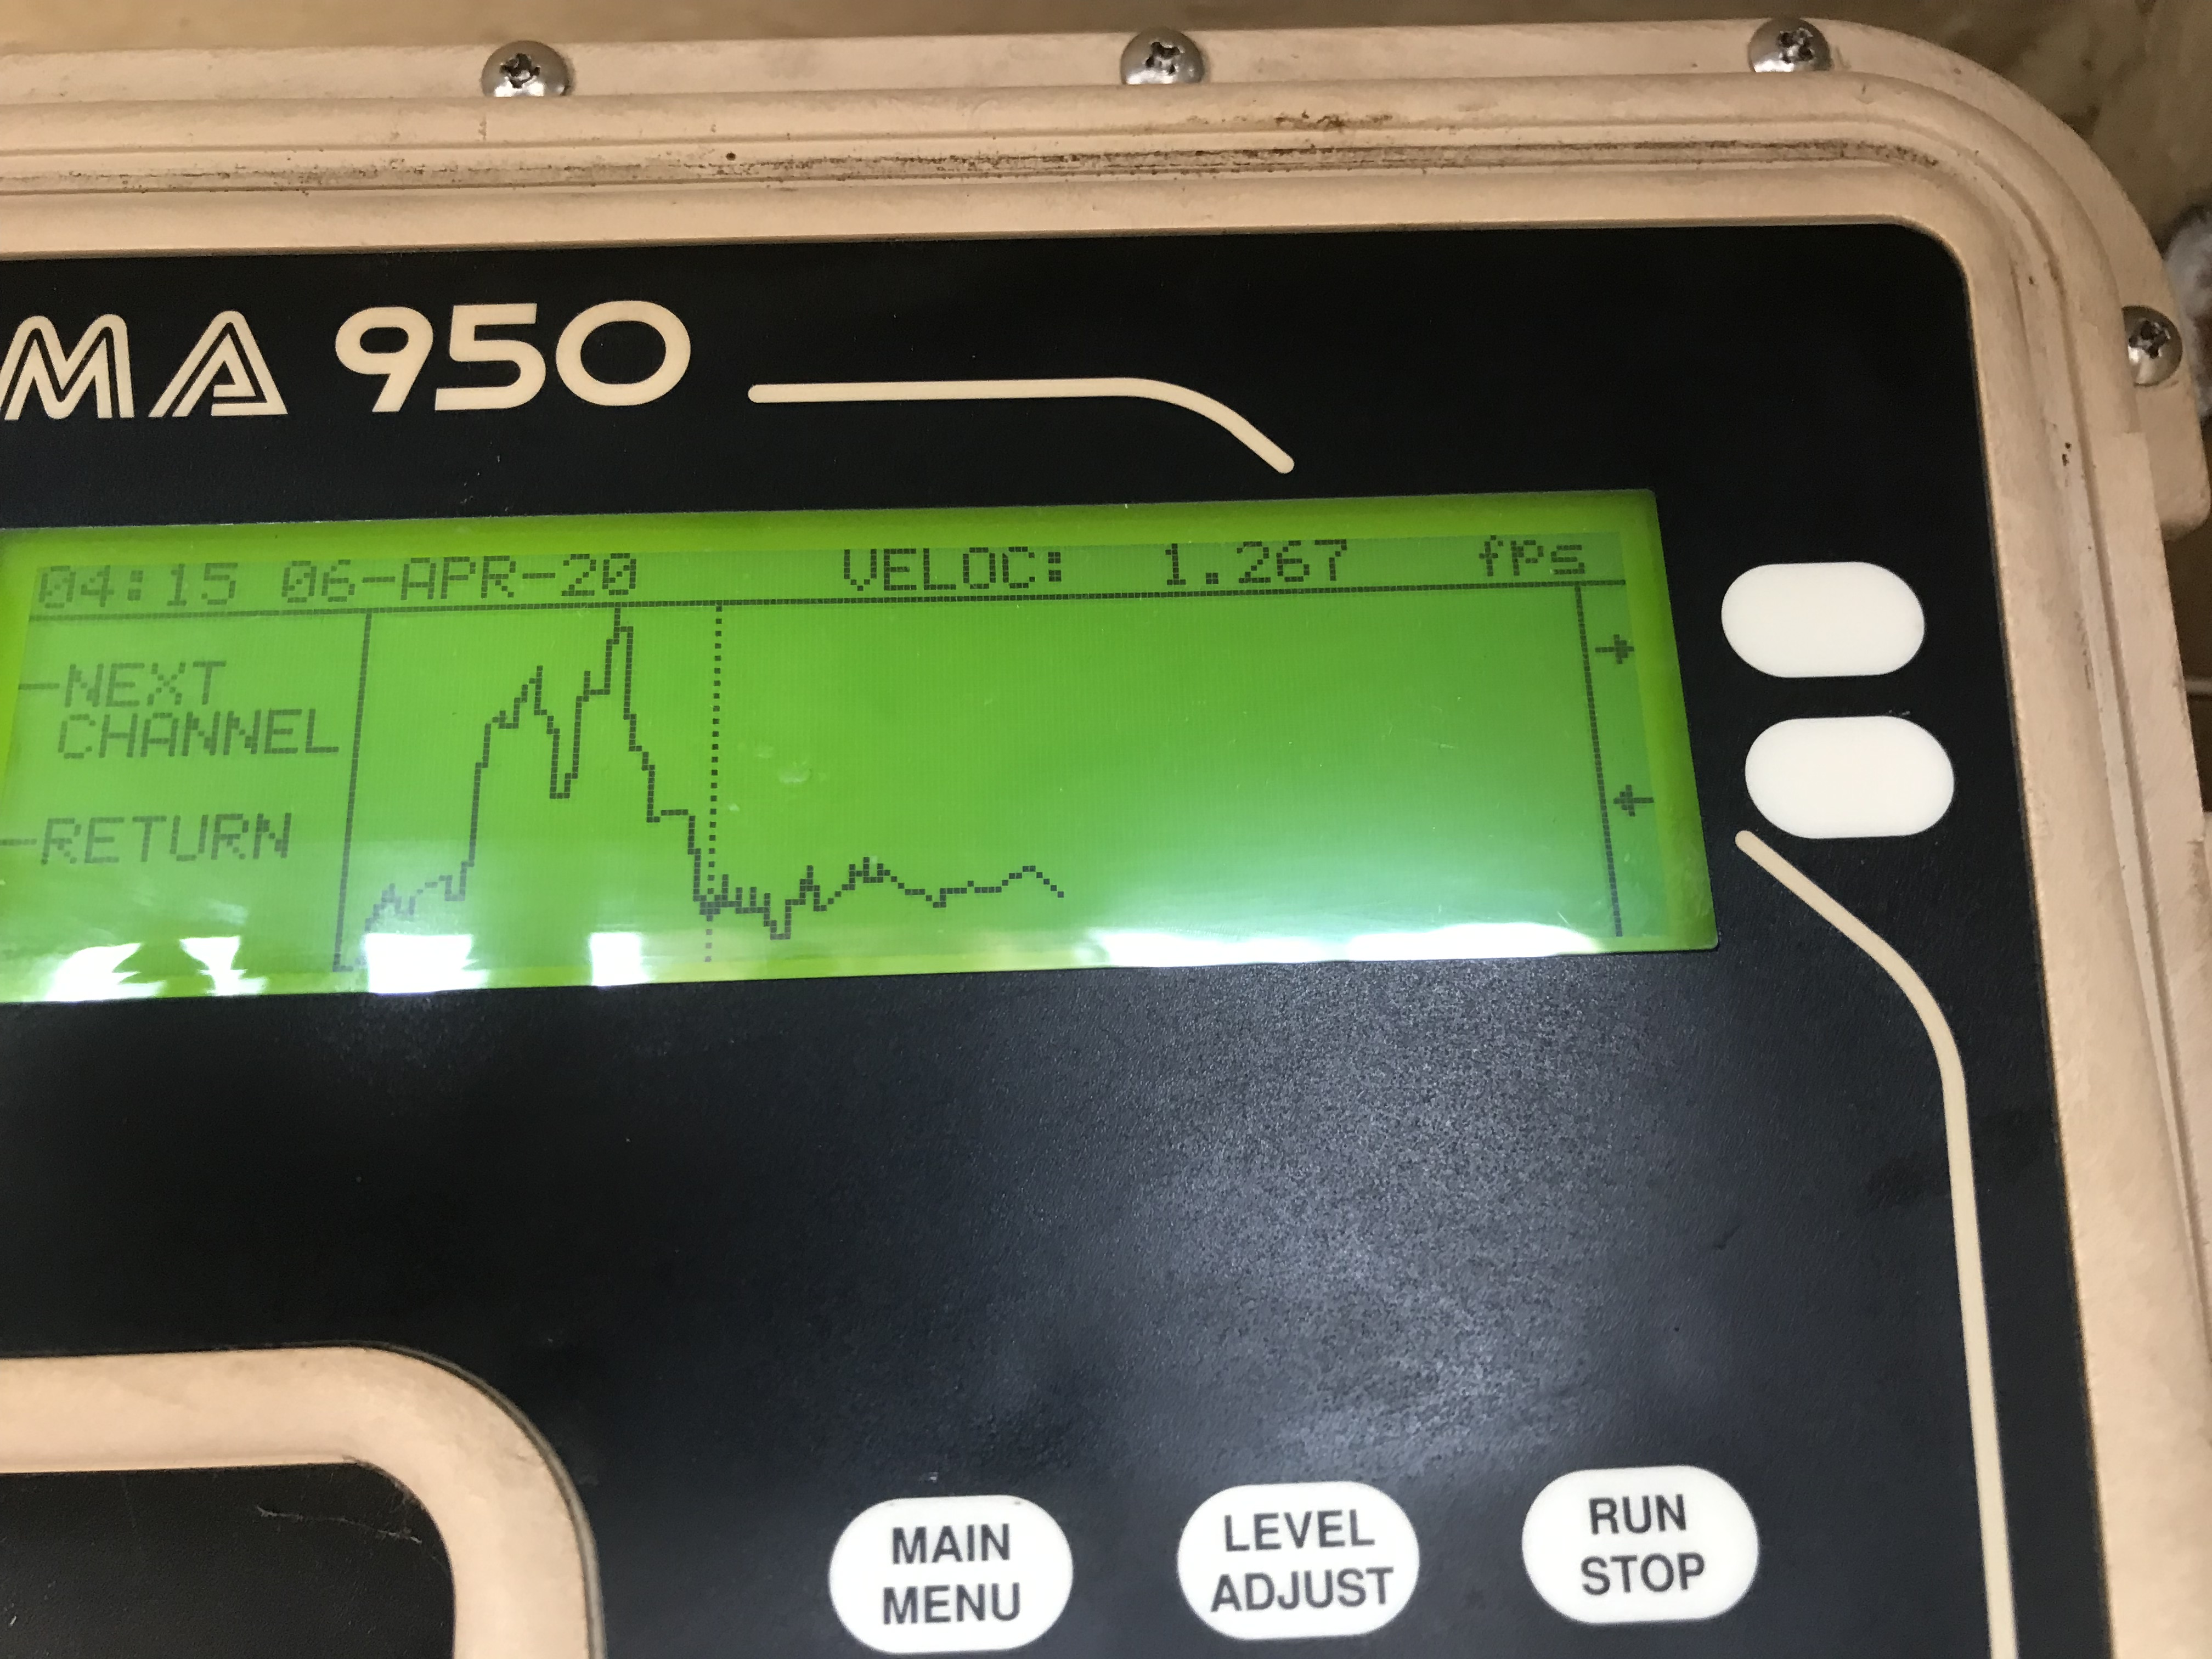 MA 950
04:15 06-APR-20 VELOC: 1.267 fps
-NEXT
CHANNEL
-RETURN
→
←
MAIN
MENU
LEVEL
ADJUST
RUN
STOP